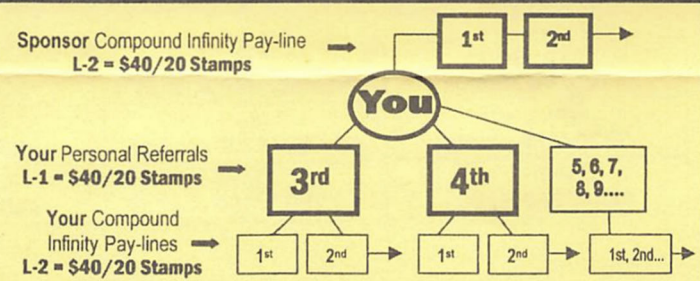 Sponsor Compound Infinity Pay-line
L-2 = $40/20 Stamps
1st
2nd
You
Your Personal Referrals
L-1 = $40/20 Stamps
3rd
4th
5, 6, 7,
8, 9....
Your Compound
Infinity Pay-lines
L-2 = $40/20 Stamps
1st
2nd
1st
2nd
1st, 2nd...